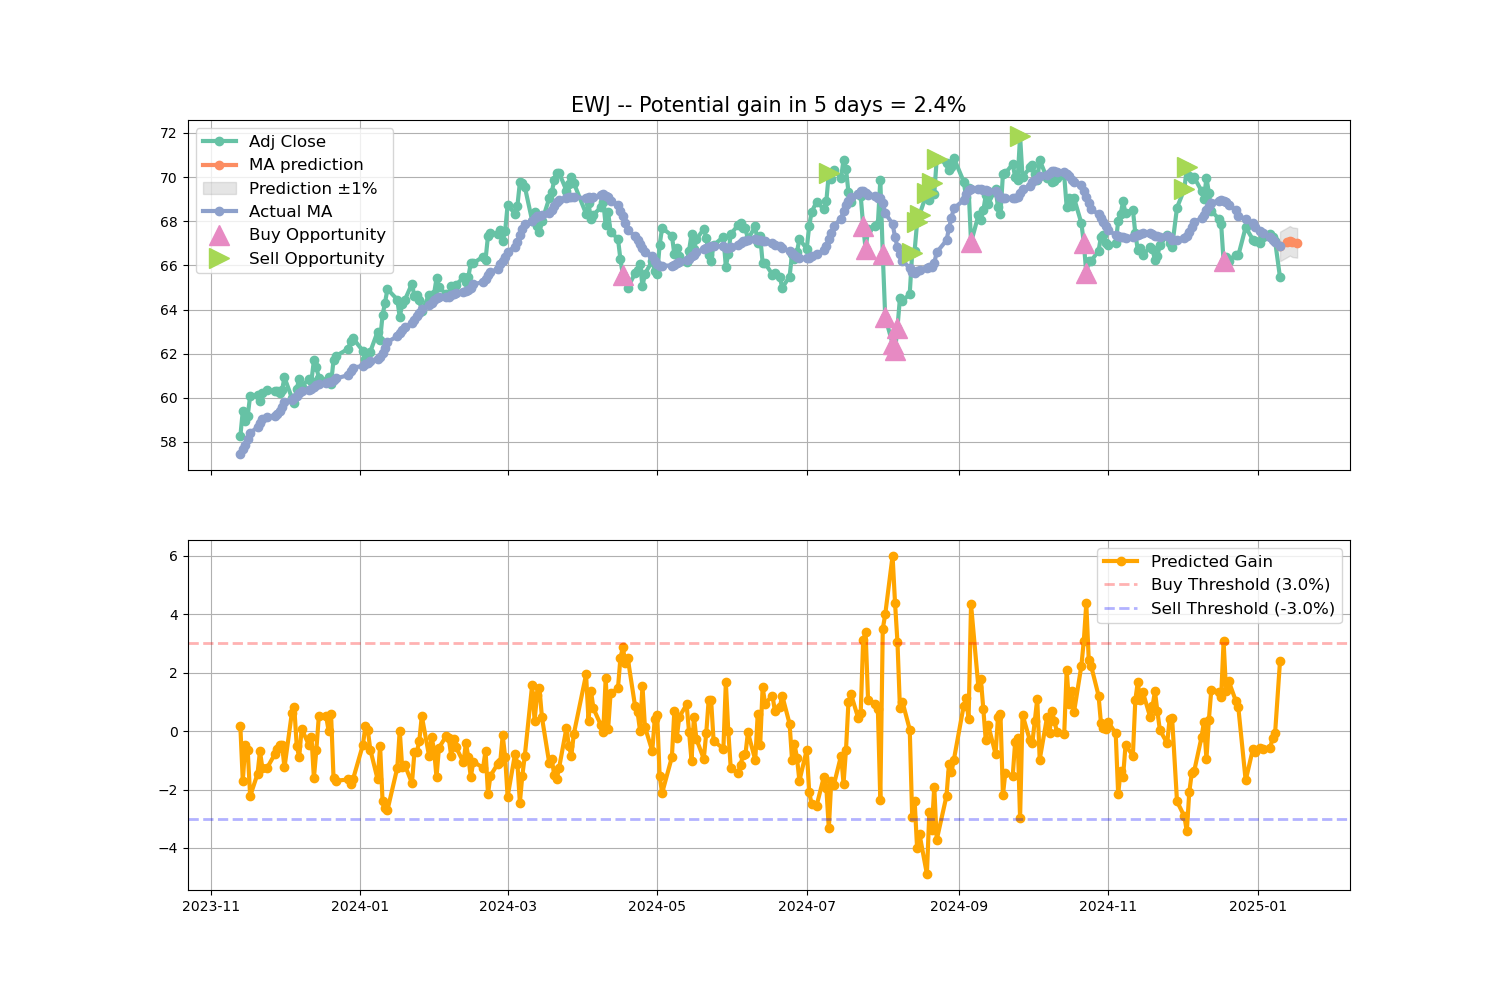 EWJ -- Potential gain in 5 days = 2.4%
72
70
68
66
64
62
60
58
Adj Close
MA prediction
Prediction ±1%
Actual MA
Buy Opportunity
Sell Opportunity
6
4
2
0
−2
−4
Predicted Gain
Buy Threshold (3.0%)
Sell Threshold (-3.0%)
2023-11 2024-01 2024-03 2024-05 2024-07 2024-09 2024-11 2025-01